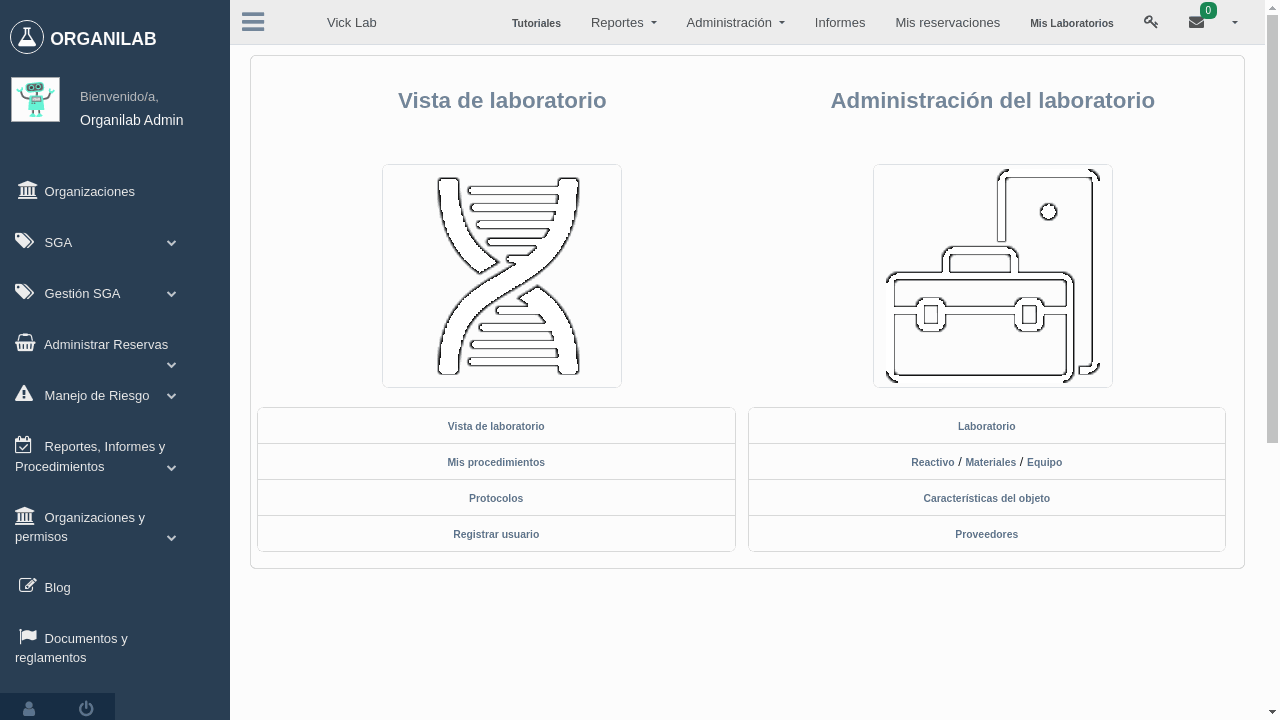 ORGANILAB
Bienvenido/a,
Organilab Admin
Organizaciones
SGA
Gestión SGA
Administrar Reservas
Manejo de Riesgo
Reportes, Informes y
Procedimientos
Organizaciones y
permisos
Blog
Documentos y
reglamentos
Vick Lab
Tutoriales
Reportes
Administración
Informes
Mis reservaciones
Mis Laboratorios
0
Vista de laboratorio
Vista de laboratorio
Mis procedimientos
Protocolos
Registrar usuario
Administración del laboratorio
Laboratorio
Reactivo / Materiales / Equipo
Características del objeto
Proveedores